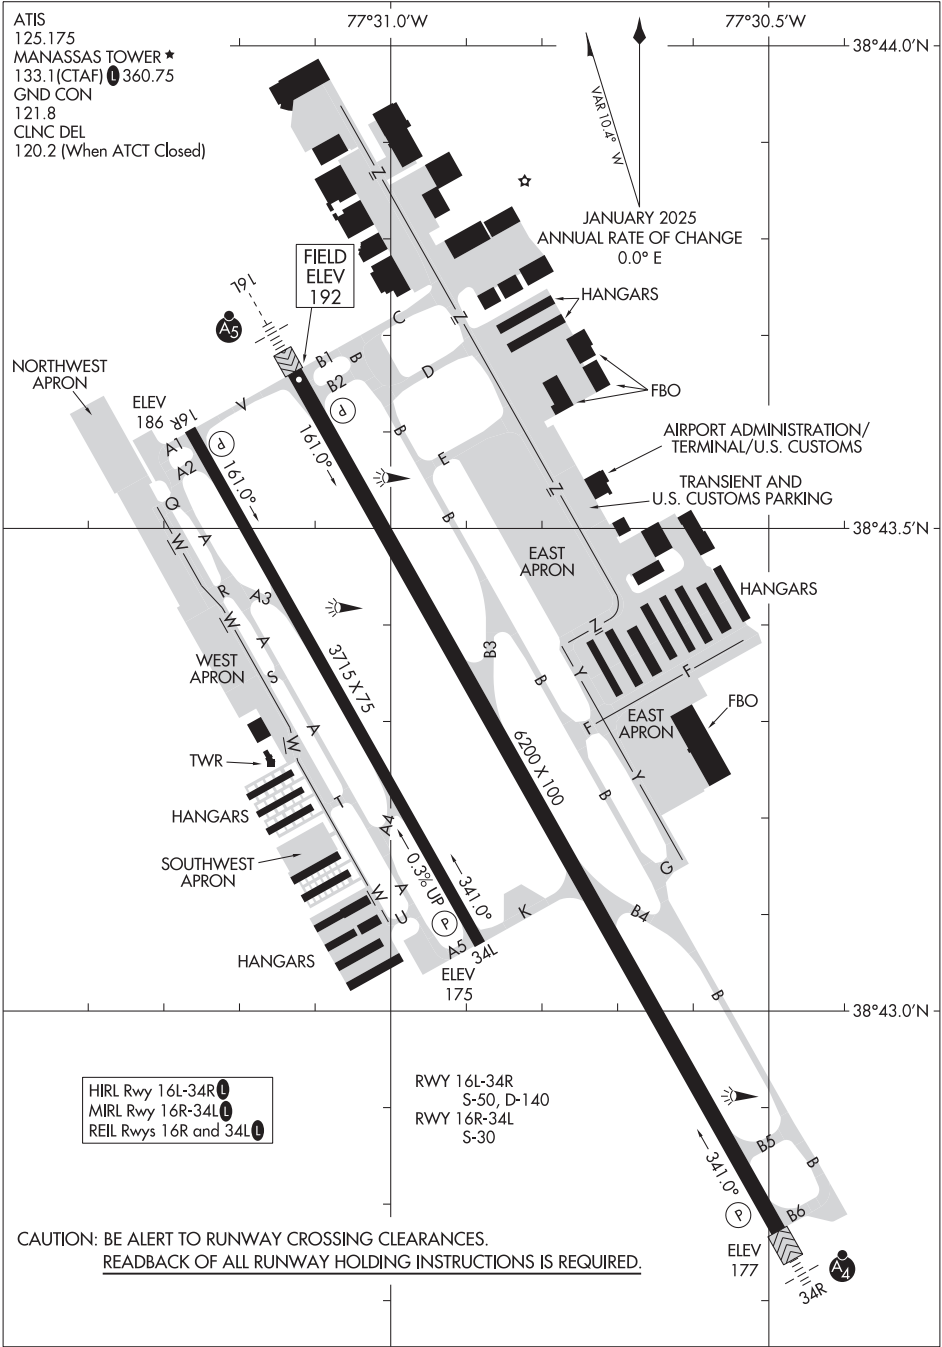 ATIS
125.175
MANASSAS TOWER ★
133.1(CTAF) L 360.75
GND CON
121.8
CLNC DEL
120.2 (When ATCT Closed)
77°31.0'W
77°30.5'W
38°44.0'N
VAR 10.4° W
JANUARY 2025
ANNUAL RATE OF CHANGE
0.0° E
Z
FIELD
ELEV
192
16L
A5
HANGARS
C
Z
B1
B
B2
D
FBO
NORTHWEST
APRON
ELEV
186
16R
V
P
P
A1
A2
161.0°
161.0°
B
E
AIRPORT ADMINISTRATION/
TERMINAL/U.S. CUSTOMS
TRANSIENT AND
U.S. CUSTOMS PARKING
Z
Q
W
A
B
38°43.5'N
EAST
APRON
HANGARS
R
A3
W
A
Z
B3
WEST
APRON
S
3715 X 75
B
Y
F
FBO
EAST
APRON
F
A
W
TWR
6200 X 100
Y
B
HANGARS
T
A4
SOUTHWEST
APRON
0.3% UP
341.0°
G
A
W
U
P
K
B4
A5
34L
HANGARS
ELEV
175
B
38°43.0'N
HIRL Rwy 16L-34R L
MIRL Rwy 16R-34L L
REIL Rwys 16R and 34L L
RWY 16L-34R
S-50, D-140
RWY 16R-34L
S-30
B5
B
341.0°
P
B6
ELEV
177
A4
34R
CAUTION: BE ALERT TO RUNWAY CROSSING CLEARANCES.
READBACK OF ALL RUNWAY HOLDING INSTRUCTIONS IS REQUIRED.